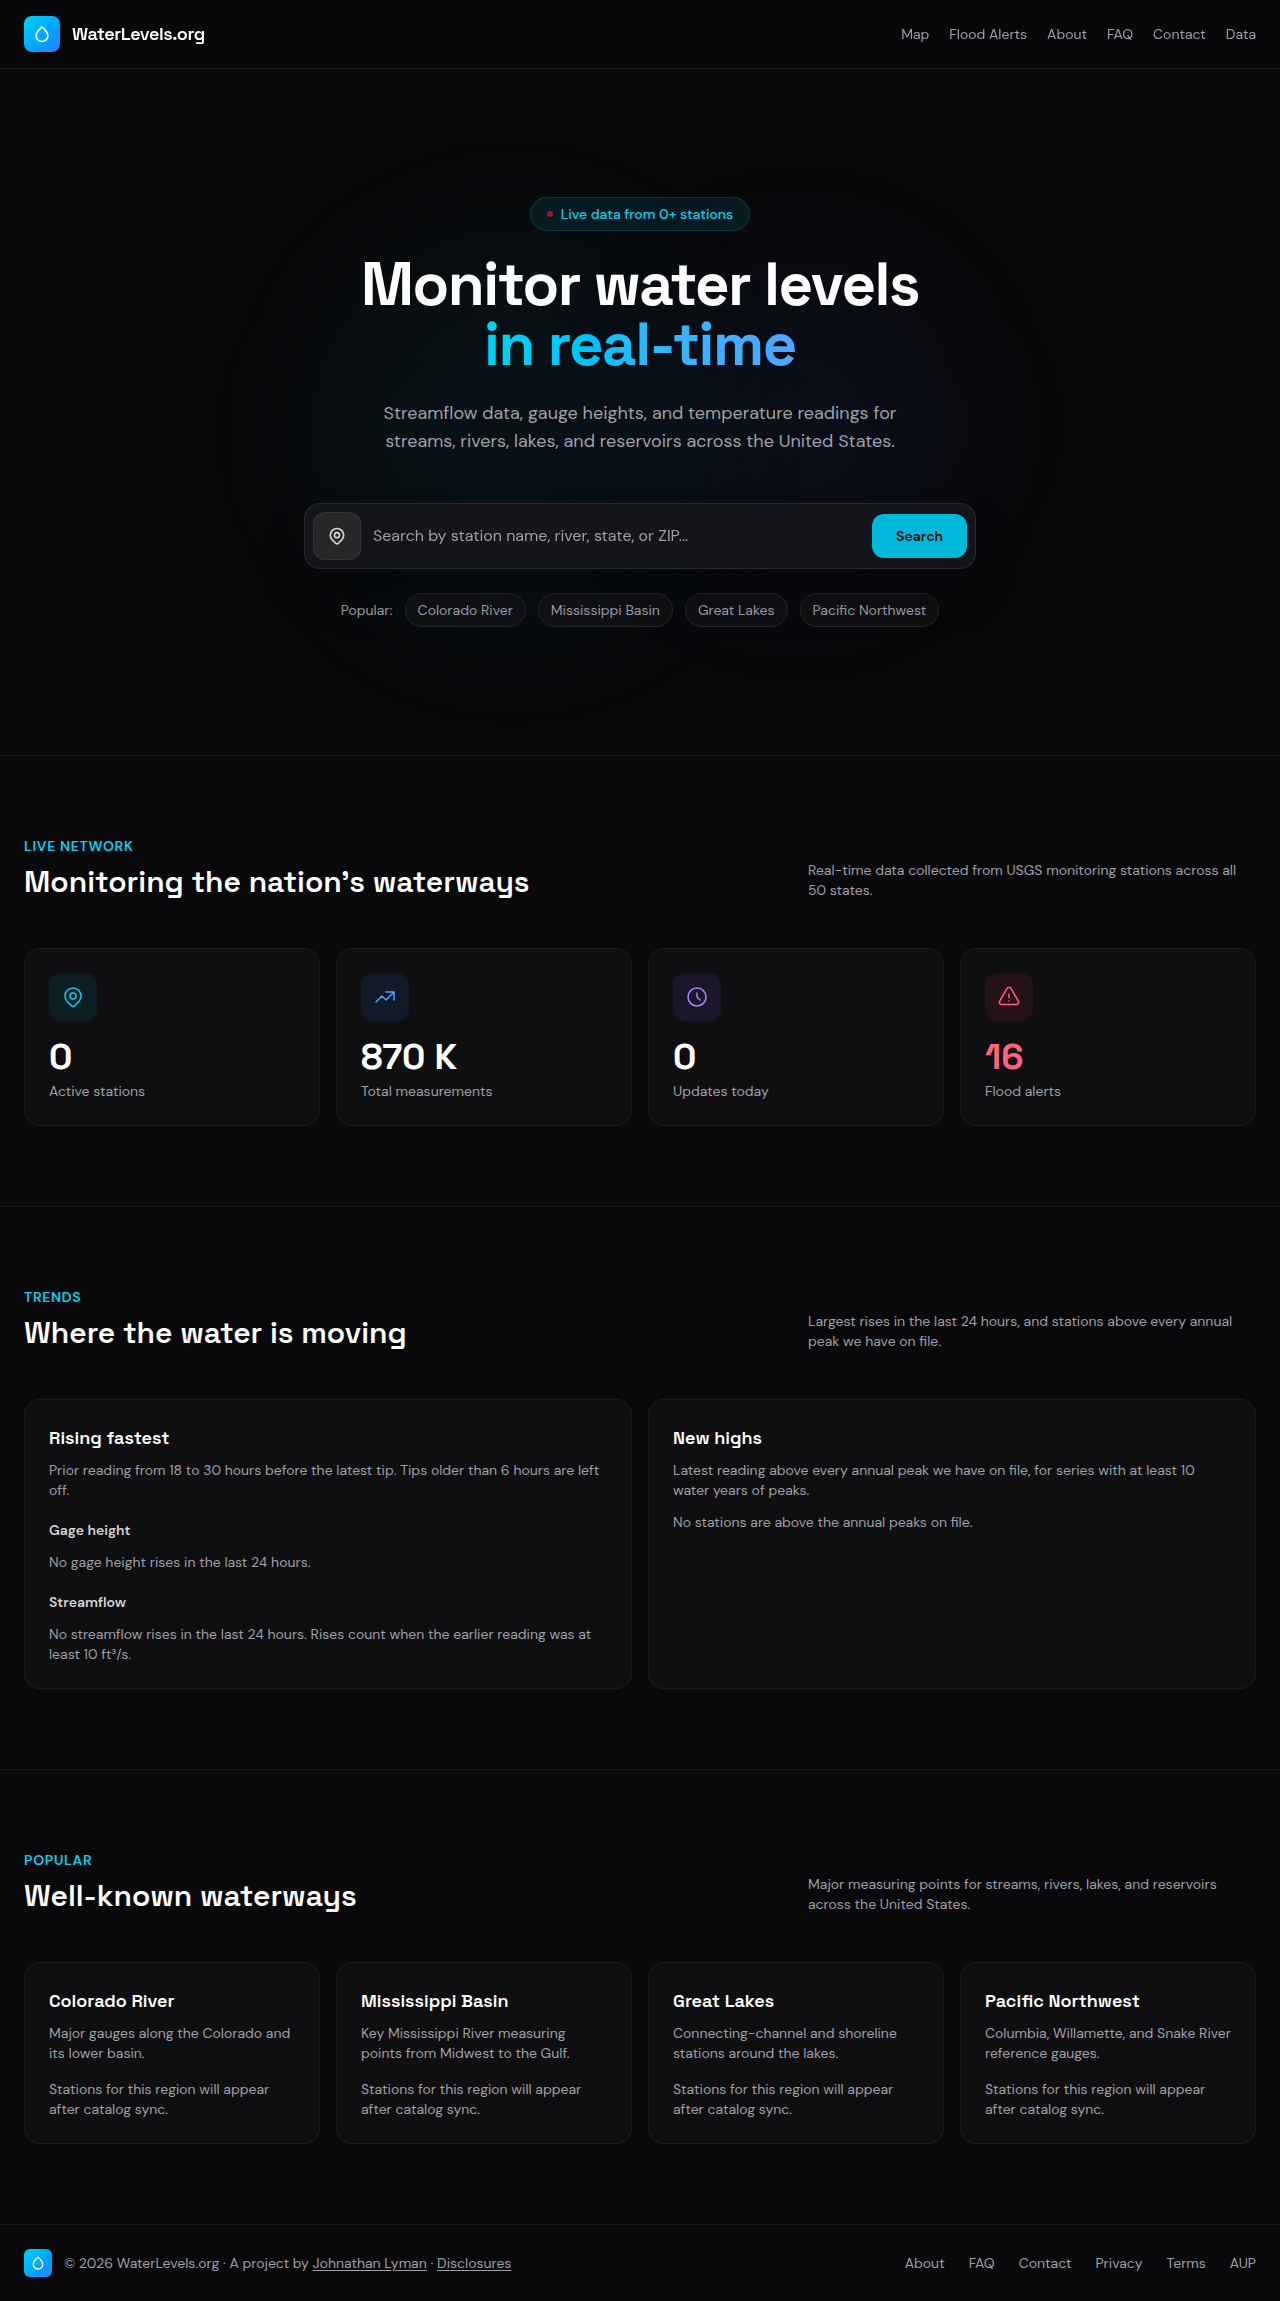 WaterLevels.org
Map Flood Alerts About FAQ Contact Data
Live data from 0+ stations
Monitor water levels
in real-time
Streamflow data, gauge heights, and temperature readings for
streams, rivers, lakes, and reservoirs across the United States.
Search by station name, river, state, or ZIP...
Search
Popular: Colorado River Mississippi Basin Great Lakes Pacific Northwest
LIVE NETWORK
Monitoring the nation's waterways
Real-time data collected from USGS monitoring stations across all
50 states.
0
Active stations
870 K
Total measurements
0
Updates today
16
Flood alerts
TRENDS
Where the water is moving
Largest rises in the last 24 hours, and stations above every annual
peak we have on file.
Rising fastest
Prior reading from 18 to 30 hours before the latest tip. Tips older than 6 hours are left
off.
Gage height
No gage height rises in the last 24 hours.
Streamflow
No streamflow rises in the last 24 hours. Rises count when the earlier reading was at
least 10 ft³/s.
New highs
Latest reading above every annual peak we have on file, for series with at least 10
water years of peaks.
No stations are above the annual peaks on file.
POPULAR
Well-known waterways
Major measuring points for streams, rivers, lakes, and reservoirs
across the United States.
Colorado River
Major gauges along the Colorado and
its lower basin.
Stations for this region will appear
after catalog sync.
Mississippi Basin
Key Mississippi River measuring
points from Midwest to the Gulf.
Stations for this region will appear
after catalog sync.
Great Lakes
Connecting-channel and shoreline
stations around the lakes.
Stations for this region will appear
after catalog sync.
Pacific Northwest
Columbia, Willamette, and Snake River
reference gauges.
Stations for this region will appear
after catalog sync.
© 2026 WaterLevels.org · A project by Johnathan Lyman · Disclosures
About FAQ Contact Privacy Terms AUP